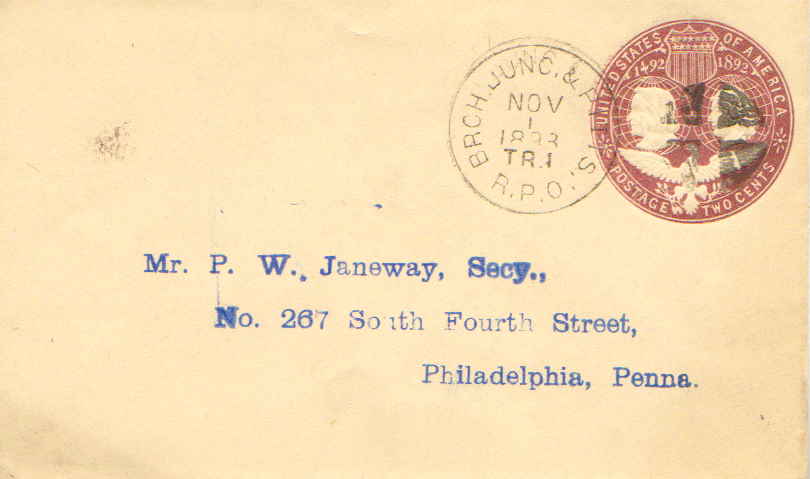 BRCH. JUNC. &
NOV
1
1893
TR.1
R.P.O.
UNITED STATES OF AMERICA
1492 1892
POSTAGE TWO CENTS
Mr. P. W. Janeway, Secy.,
No. 267 South Fourth Street,
Philadelphia, Penna.